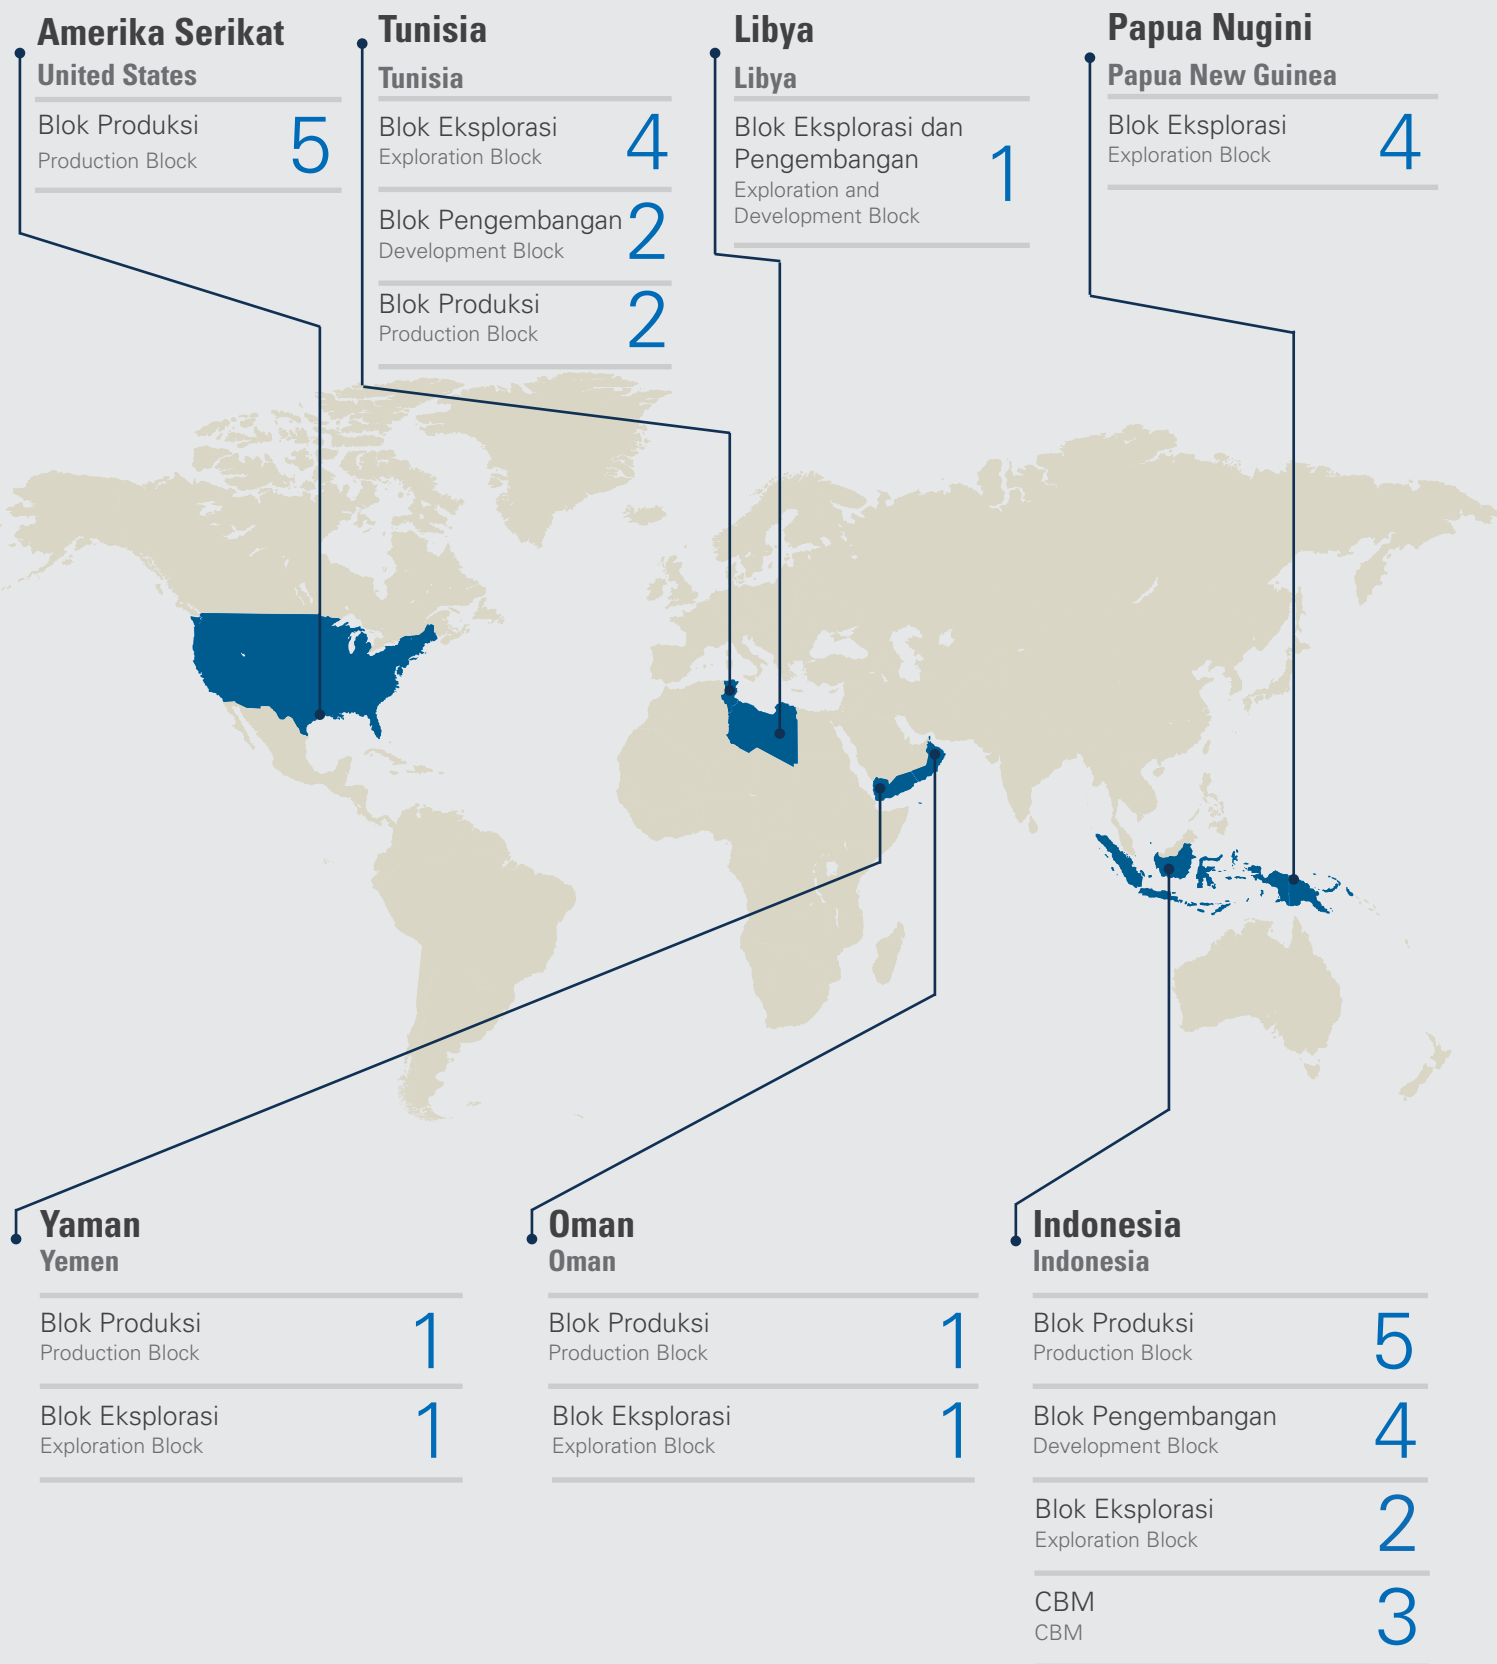 Amerika Serikat
United States
Blok Produksi
Production Block
5
Tunisia
Tunisia
Blok Eksplorasi
Exploration Block
4
Blok Pengembangan
Development Block
2
Blok Produksi
Production Block
2
Libya
Libya
Blok Eksplorasi dan
Pengembangan
Exploration and
Development Block
1
Papua Nugini
Papua New Guinea
Blok Eksplorasi
Exploration Block
4
Yaman
Yemen
Blok Produksi
Production Block
1
Blok Eksplorasi
Exploration Block
1
Oman
Oman
Blok Produksi
Production Block
1
Blok Eksplorasi
Exploration Block
1
Indonesia
Indonesia
Blok Produksi
Production Block
5
Blok Pengembangan
Development Block
4
Blok Eksplorasi
Exploration Block
2
CBM
CBM
3